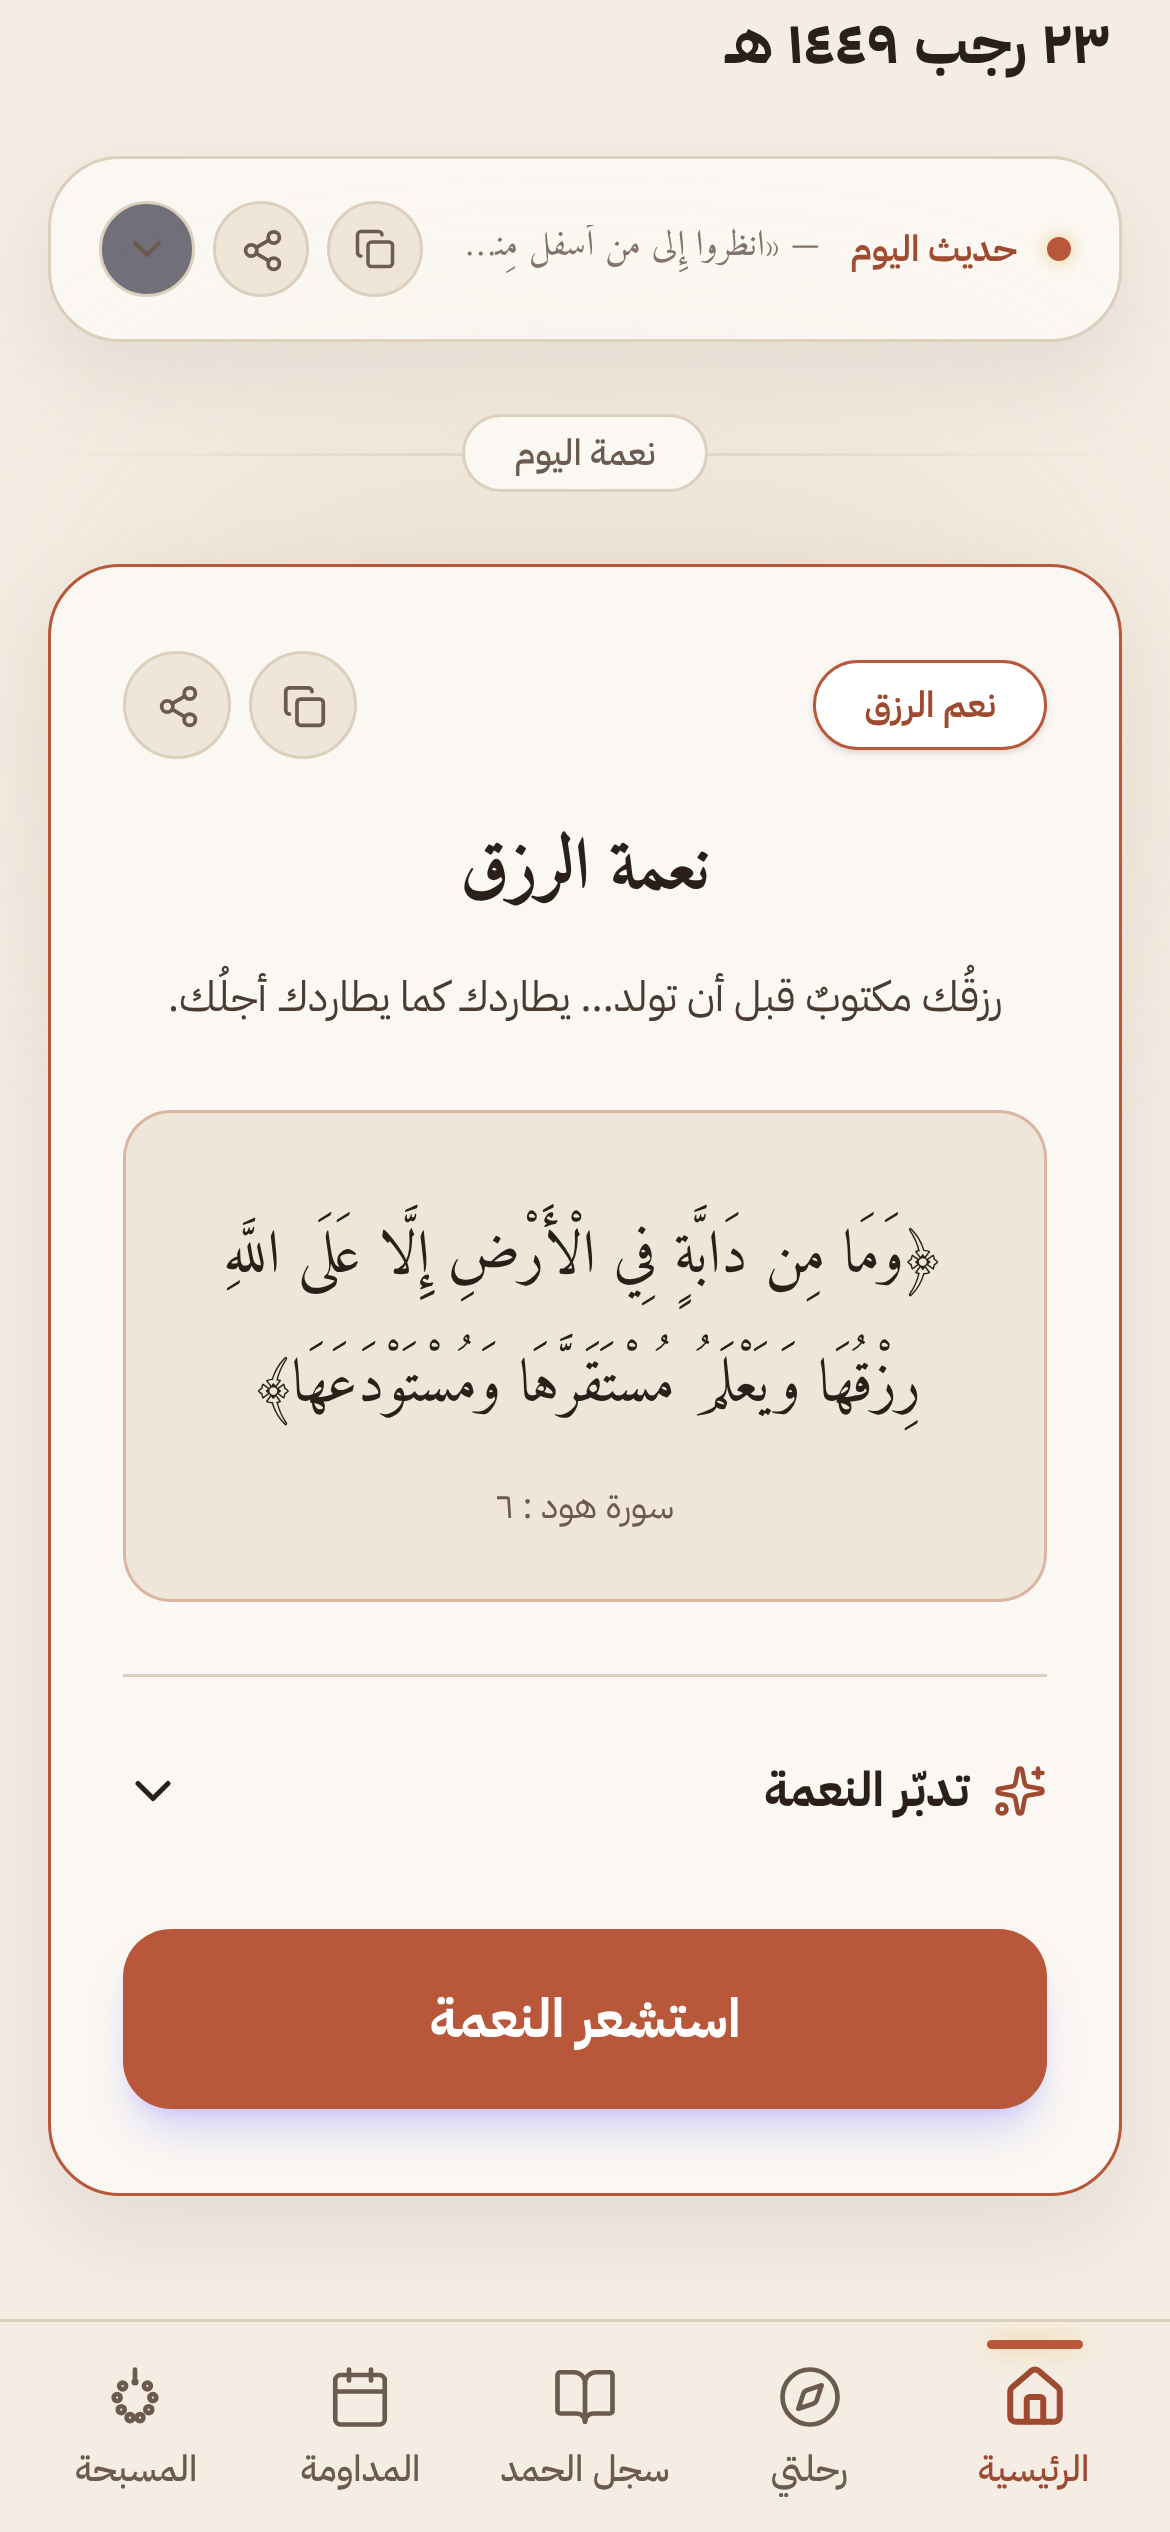 ٢٣ رجب ١٤٤٩ هـ
حديث اليوم — «انظروا إلى من أسفل مِنـ...
نعمة اليوم
نعم الرزق
نعمة الرزق
رزقُك مكتوبٌ قبل أن تولد... يطاردك كما يطاردك أجلُك.
﴿وَمَا مِن دَابَّةٍ فِي الْأَرْضِ إِلَّا عَلَى اللَّهِ
رِزْقُهَا وَيَعْلَمُ مُسْتَقَرَّهَا وَمُسْتَوْدَعَهَا﴾
سورة هود : ٦
تدبّر النعمة
استشعر النعمة
الرئيسية
رحلتي
سجل الحمد
المداومة
المسبحة